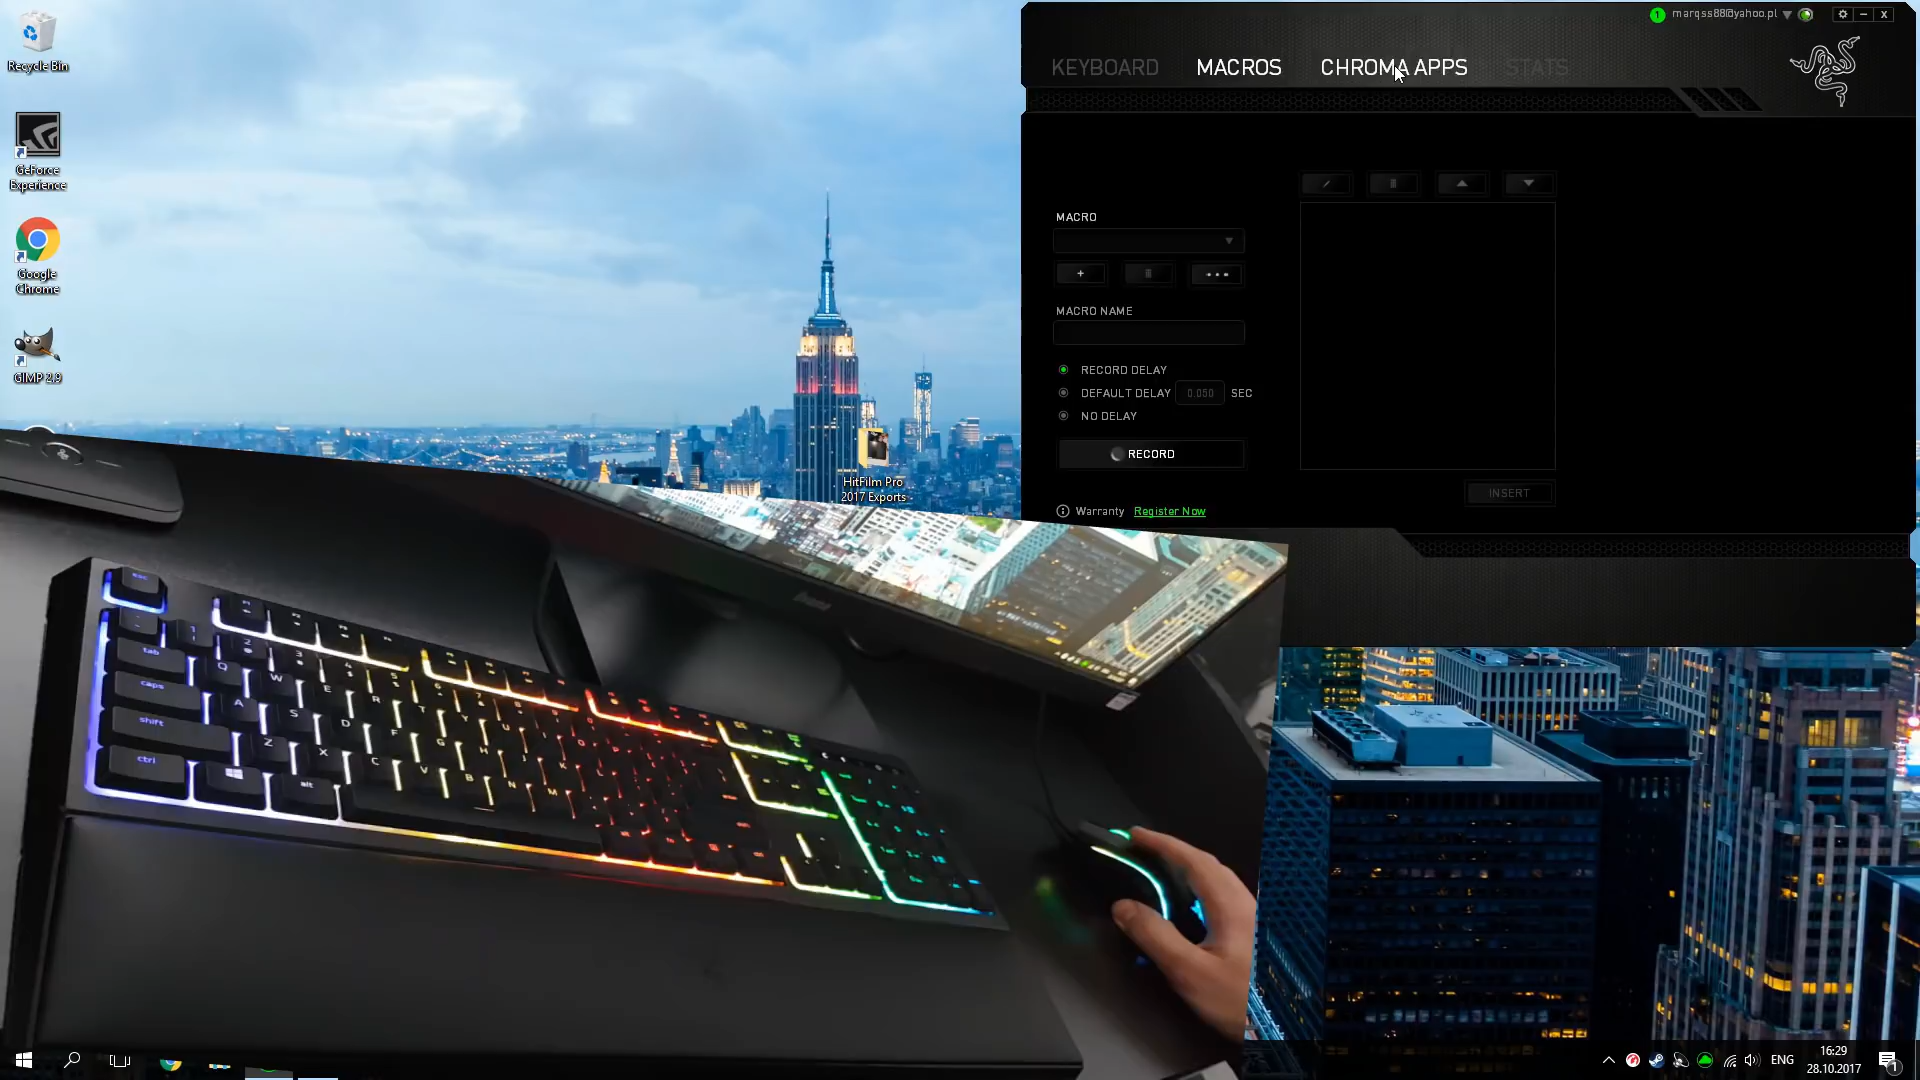 Recycle Bin
GeForce
Experience
Google
Chrome
GIMP 2.9
HitFilm Pro
2017 Exports
1 marqss88@yahoo.pl
X
KEYBOARD MACROS CHROMA APPS STATS
MACRO
+
MACRO NAME
RECORD DELAY
DEFAULT DELAY 0.050 SEC
NO DELAY
RECORD
INSERT
Warranty Register Now
esc
tab
caps
shift
ctrl
alt
Q
W
E
R
T
Y
A
S
D
F
G
H
Z
X
C
V
B
N
M
ENG
16:29
28.10.2017
1